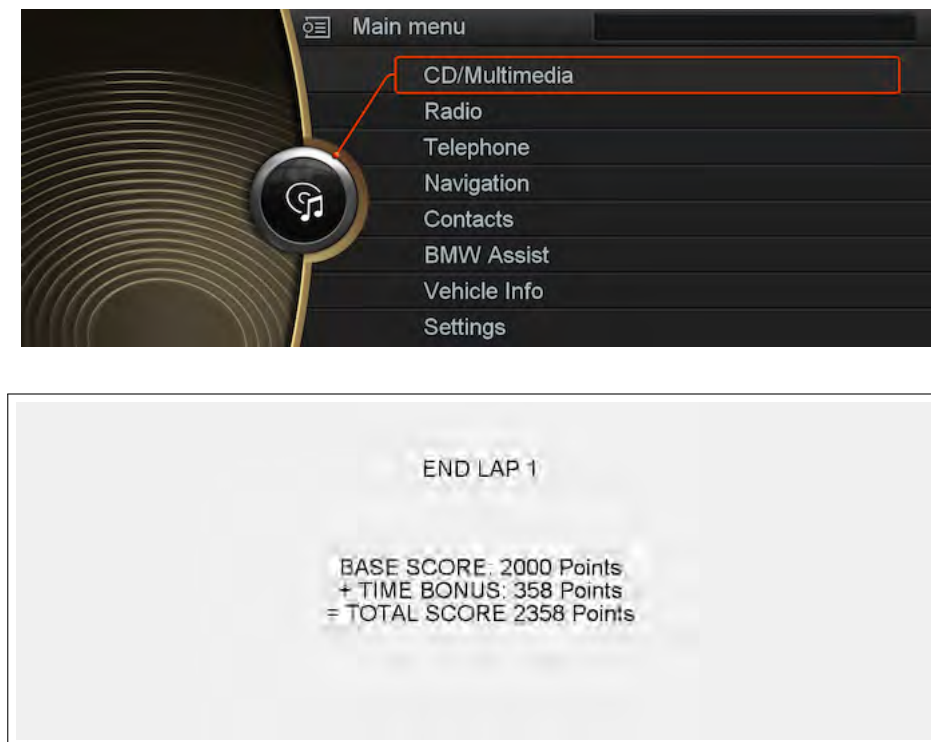 Main menu
CD/Multimedia
Radio
Telephone
Navigation
Contacts
BMW Assist
Vehicle Info
Settings
END LAP 1
BASE SCORE: 2000 Points
+ TIME BONUS: 358 Points
= TOTAL SCORE 2358 Points